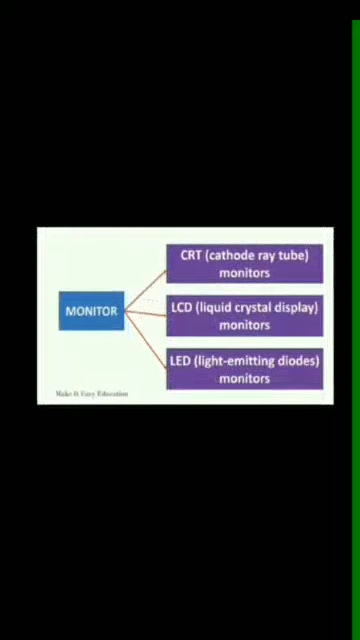 CRT (cathode ray tube)
monitors
MONITOR
LCD (liquid crystal display)
monitors
LED (light-emitting diodes)
monitors
Make It Easy Education